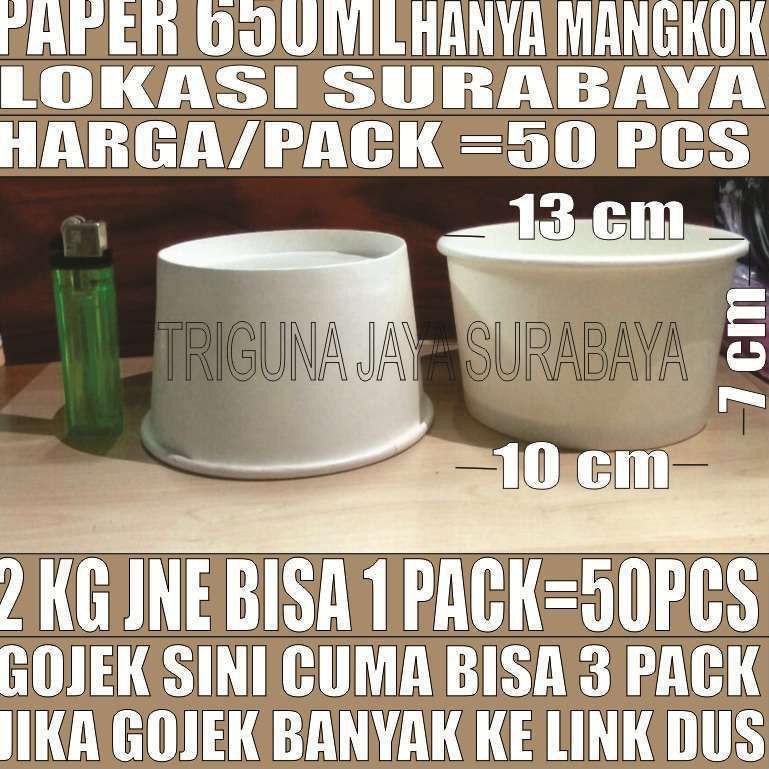 PAPER 650ML HANYA MANGKOK
LOKASI SURABAYA
HARGA/PACK =50 PCS
13 cm
TRIGUNA JAYA SURABAYA
7 cm
10 cm
2 KG JNE BISA 1 PACK=50PCS
GOJEK SINI CUMA BISA 3 PACK
JIKA GOJEK BANYAK KE LINK DUS